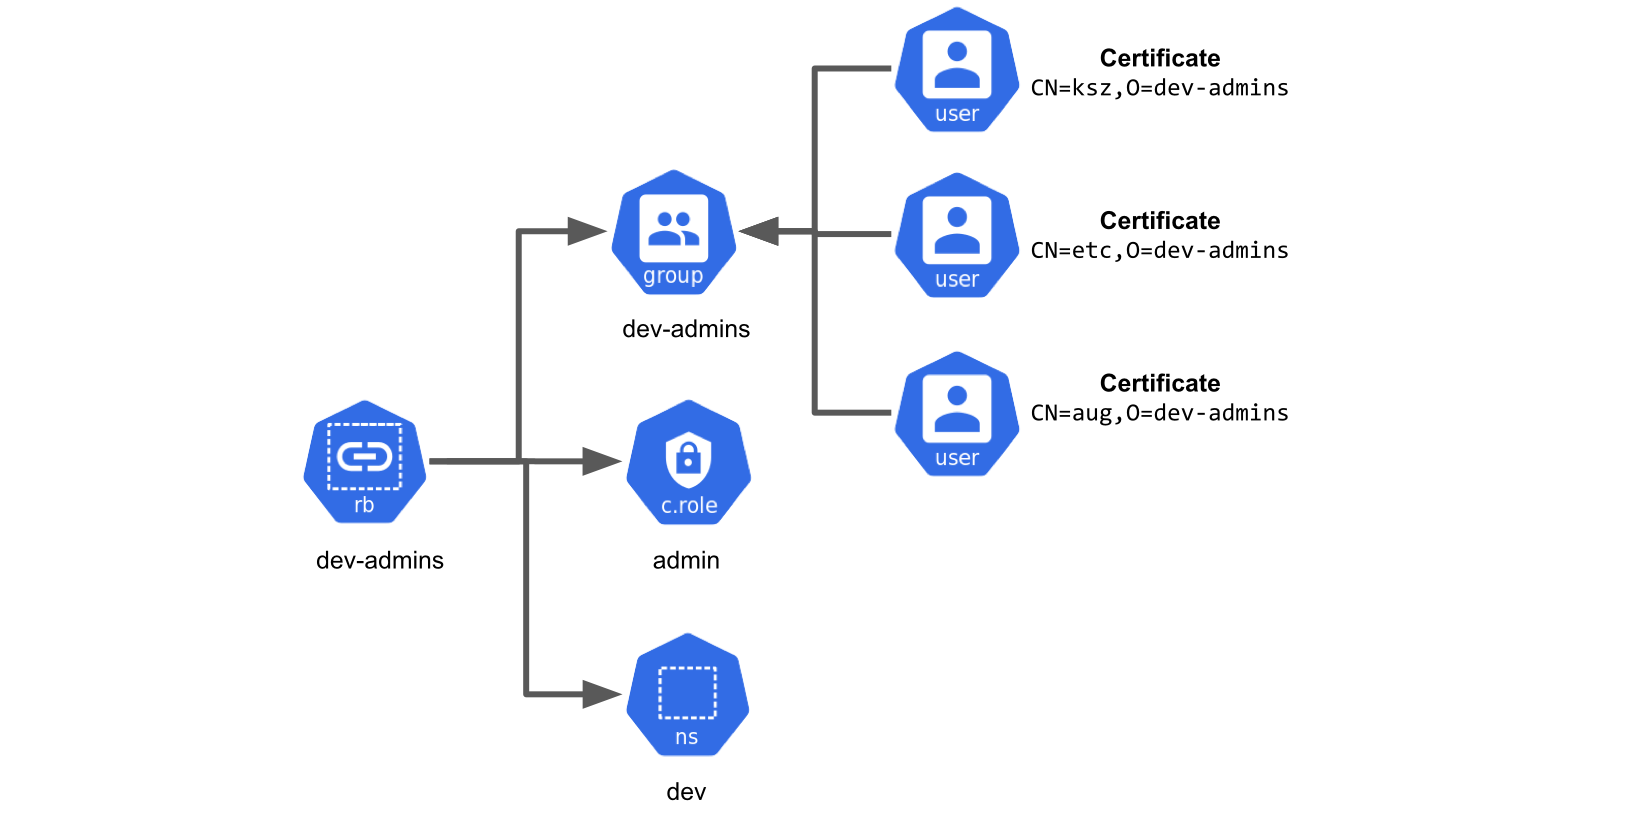 user
Certificate
CN=ksz,O=dev-admins
group
dev-admins
user
Certificate
CN=etc,O=dev-admins
user
Certificate
CN=aug,O=dev-admins
rb
dev-admins
c.role
admin
ns
dev